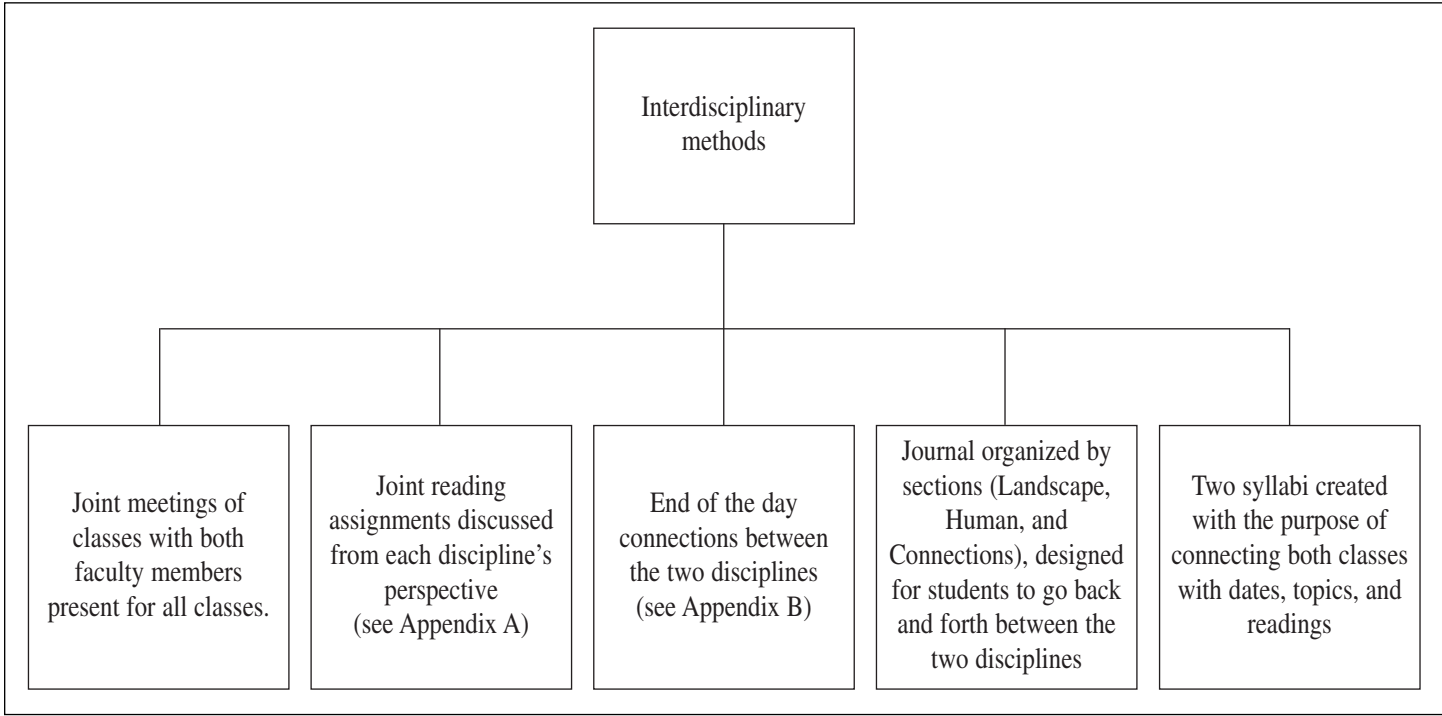 Interdisciplinary
methods
Joint meetings of
classes with both
faculty members
present for all classes.
Joint reading
assignments discussed
from each discipline’s
perspective
(see Appendix A)
End of the day
connections between
the two disciplines
(see Appendix B)
Journal organized by
sections (Landscape,
Human, and
Connections), designed
for students to go back
and forth between the
two disciplines
Two syllabi created
with the purpose of
connecting both classes
with dates, topics, and
readings